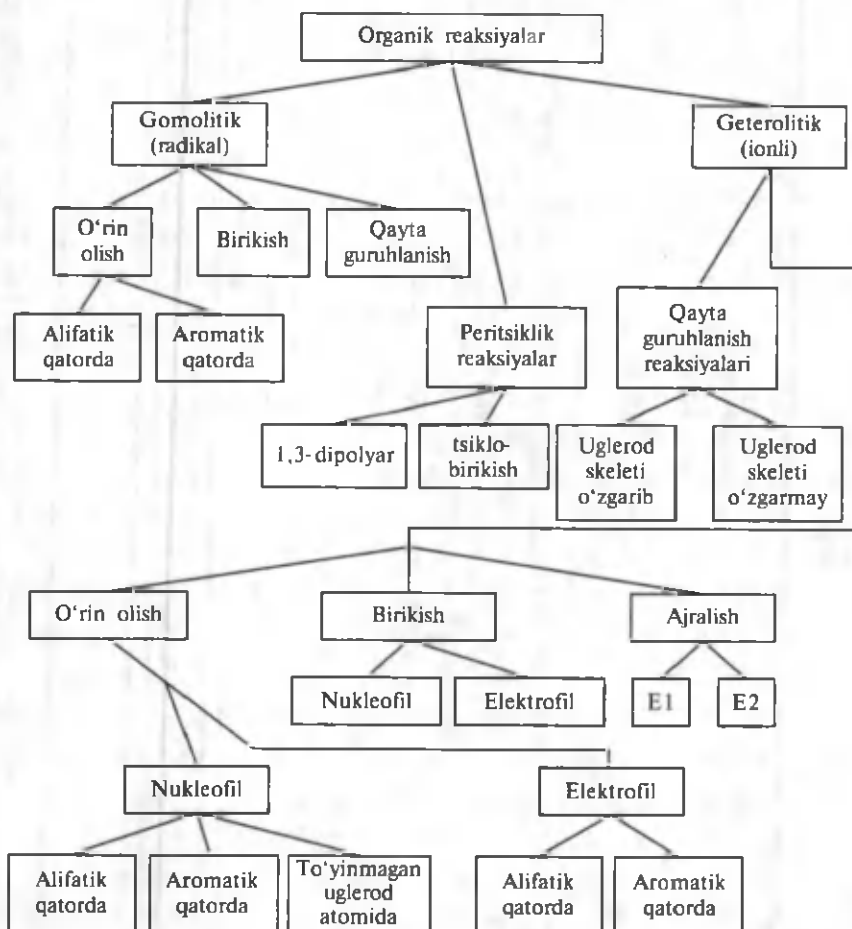 Organik reaksiyalar
Gomolitik
(radikal)
Geterolitik
(ionli)
O‘rin
olish
Birikish
Qayta
guruhlanish
Alifatik
qatorda
Aromatik
qatorda
Peritsiklik
reaksiyalar
Qayta
guruhlanish
reaksiyalari
1,3-dipolyar
tsiklo-
birikish
Uglerod
skeleti
o‘zgarib
Uglerod
skeleti
o‘zgarmay
O‘rin olish
Birikish
Ajralish
Nukleofil
Elektrofil
E1
E2
Nukleofil
Elektrofil
Alifatik
qatorda
Aromatik
qatorda
To‘yinmagan
uglerod
atomida
Alifatik
qatorda
Aromatik
qatorda